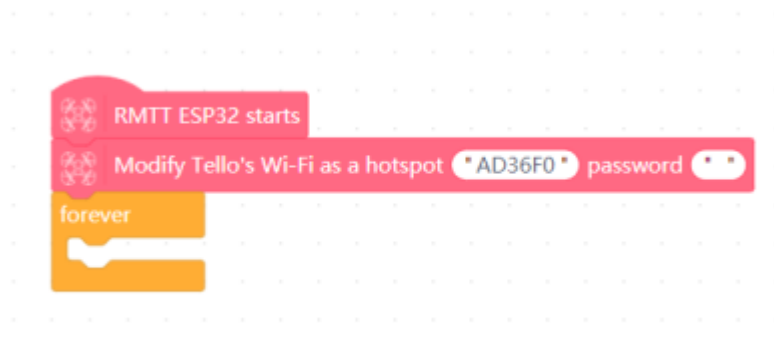 RMTT ESP32 starts
Modify Tello's Wi-Fi as a hotspot "AD36F0" password " "
forever